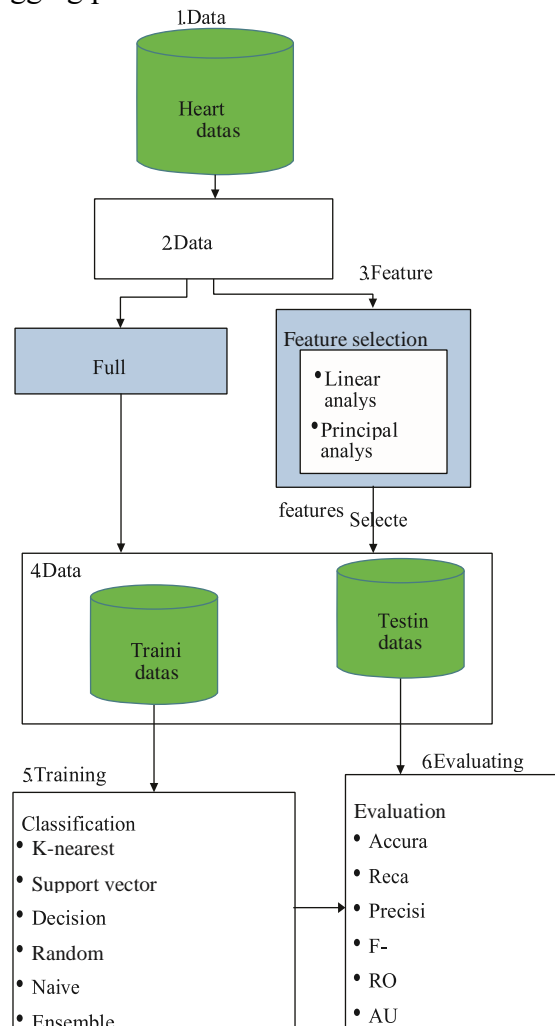 1.Data
Heart
datas
2.Data
3.Feature
Full
Feature selection
• Linear
analys
• Principal
analys
features Selecte
4.Data
Traini
datas
Testin
datas
5.Training
Classification
• K-nearest
• Support vector
• Decision
• Random
• Naive
• Ensemble
6.Evaluating
Evaluation
• Accura
• Reca
• Precisi
• F-
• RO
• AU